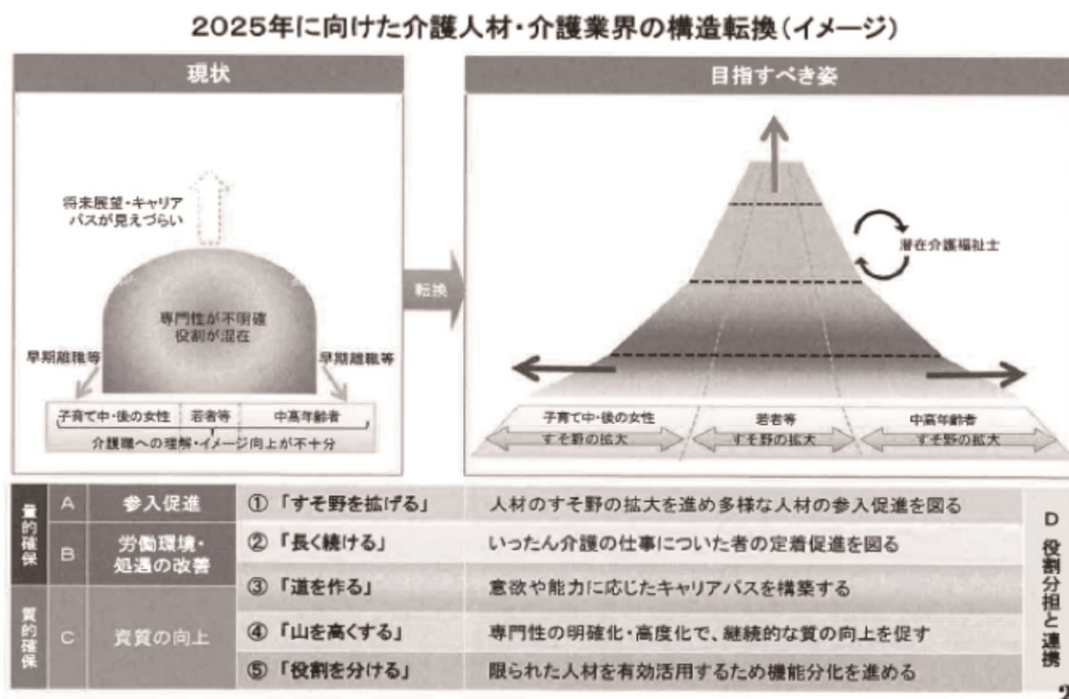 2025年に向けた介護人材・介護業界の構造転換（イメージ）
現状
将来展望・キャリア
パスが見えづらい
専門性が不明確
役割が混在
早期離職等
早期離職等
子育て中・後の女性
若者等
中高年齢者
介護職への理解・イメージ向上が不十分
転換
目指すべき姿
潜在介護福祉士
子育て中・後の女性
若者等
中高年齢者
すそ野の拡大
すそ野の拡大
すそ野の拡大
量的確保
A 参入促進 ①「すそ野を拡げる」 人材のすそ野の拡大を進め多様な人材の参入促進を図る
B 労働環境・
処遇の改善
②「長く続ける」 いったん介護の仕事についた者の定着促進を図る
③「道を作る」 意欲や能力に応じたキャリアパスを構築する
質的確保
C 資質の向上
④「山を高くする」 専門性の明確化・高度化で、継続的な質の向上を促す
⑤「役割を分ける」 限られた人材を有効活用するため機能分化を進める
D 役割分担と連携